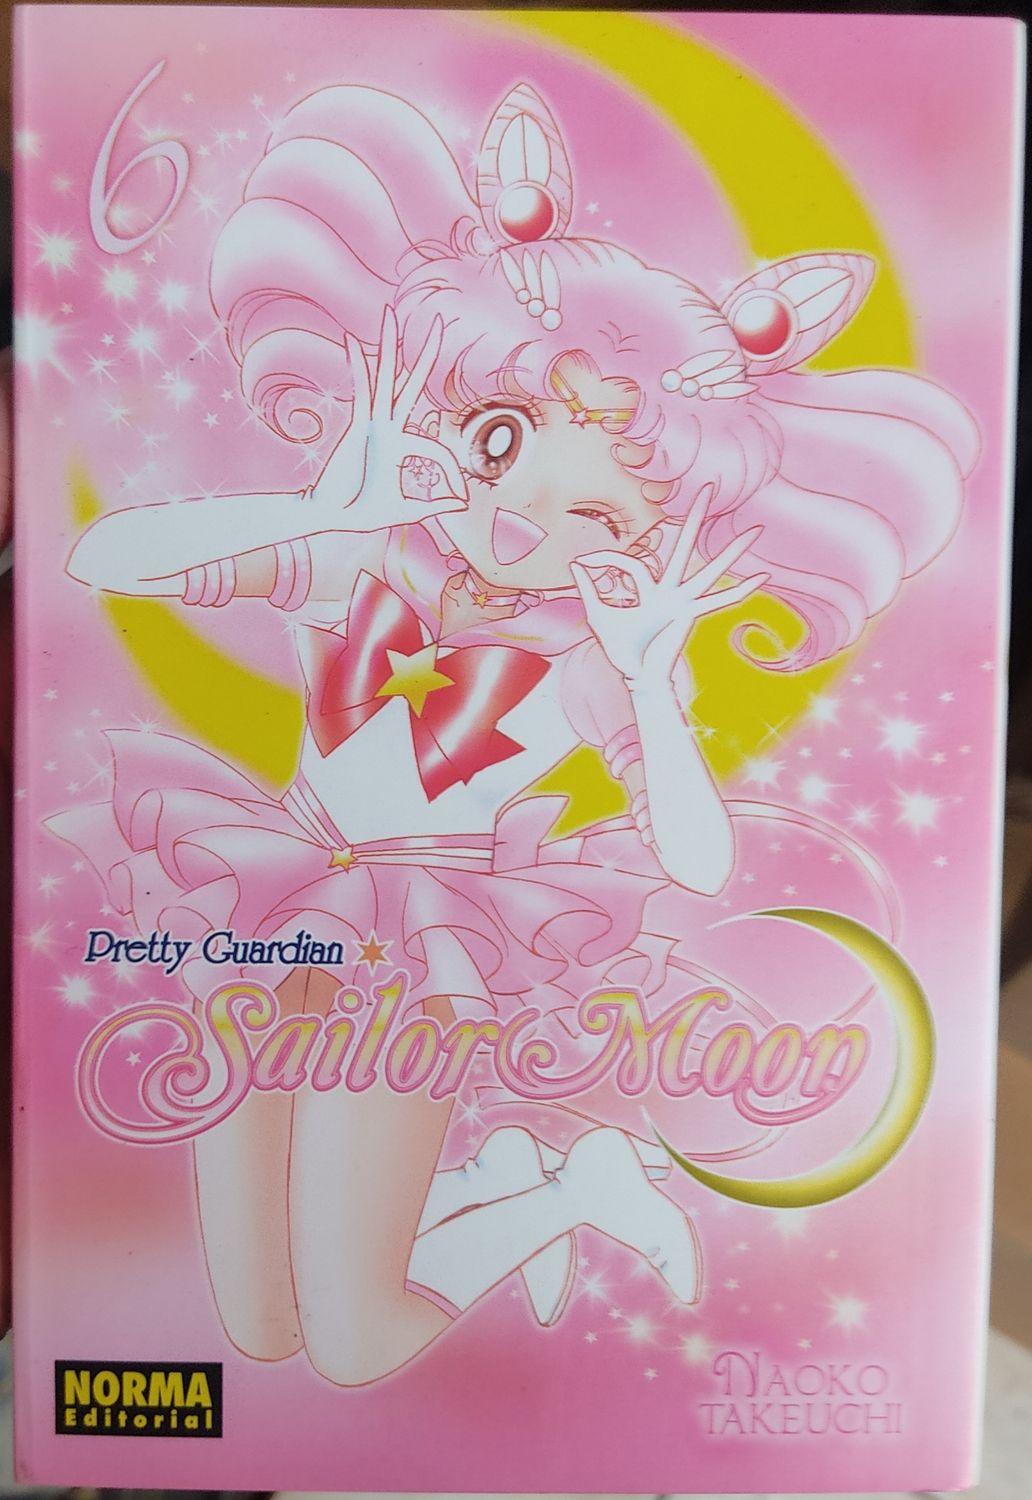 6
Pretty Guardian
Sailor Moon
NORMA
Editorial
NAOKO
TAKEUCHI